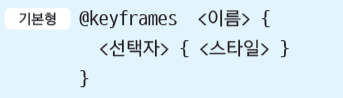 기본형 @keyframes <이름> {
<선택자> { <스타일> }
}